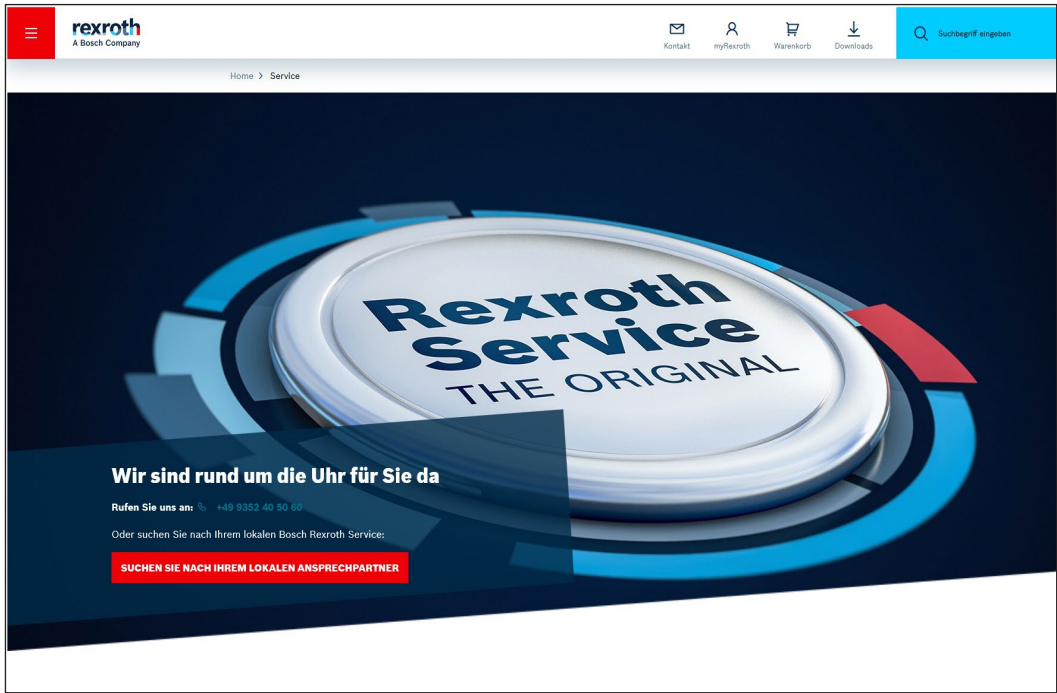 rexroth
A Bosch Company
Kontakt
myRexroth
Warenkorb
Downloads
Suchbegriff eingeben
Home > Service
Rexroth
Service
THE ORIGINAL
Wir sind rund um die Uhr für Sie da
Rufen Sie uns an: +49 9352 40 50 60
Oder suchen Sie nach Ihrem lokalen Bosch Rexroth Service:
SUCHEN SIE NACH IHREM LOKALEN ANSPRECHPARTNER